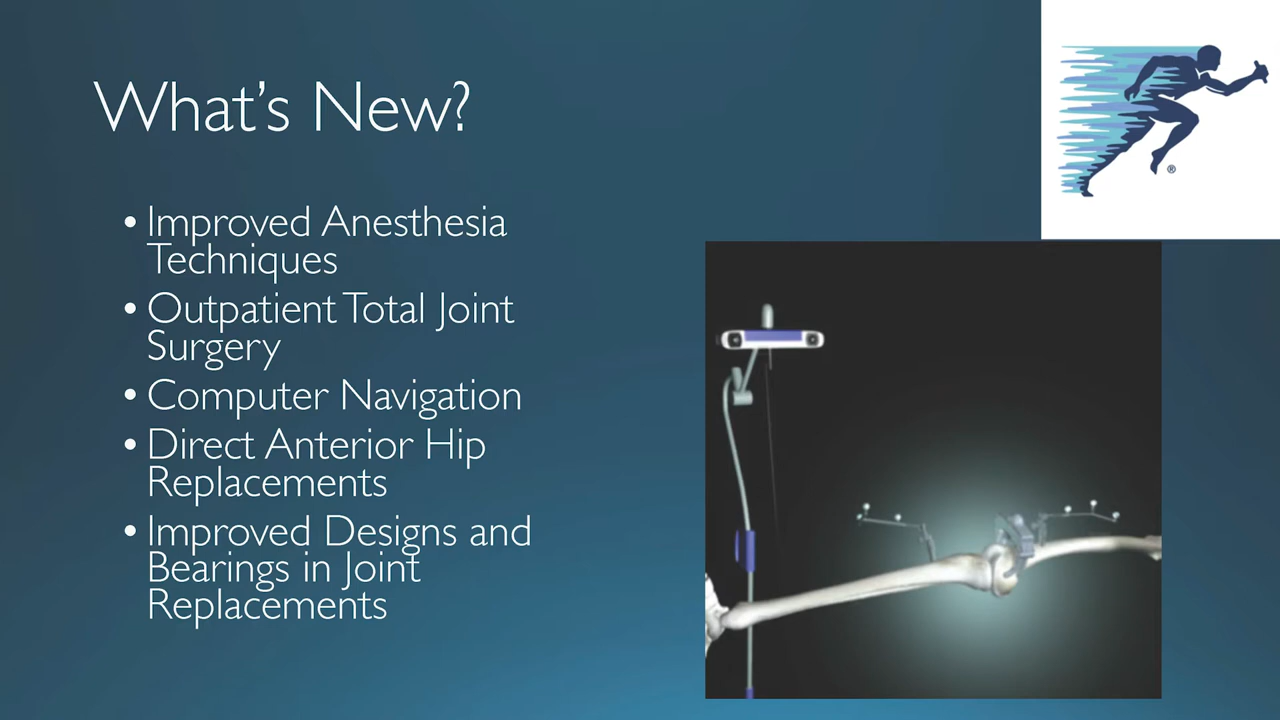 What's New?
• Improved Anesthesia
Techniques
• Outpatient Total Joint
Surgery
• Computer Navigation
• Direct Anterior Hip
Replacements
• Improved Designs and
Bearings in Joint
Replacements
®